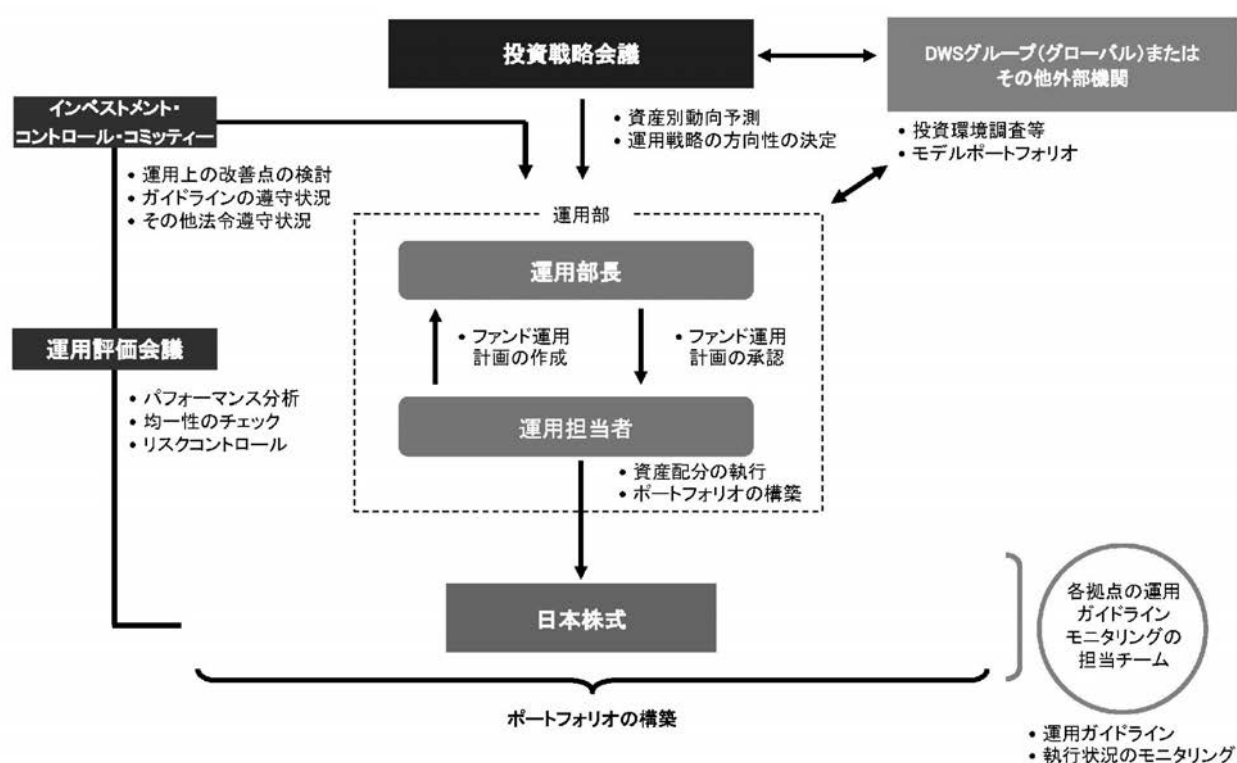 投資戦略会議
DWSグループ(グローバル)または
その他外部機関
インベストメント・
コントロール・コミッティー
• 資産別動向予測
• 運用戦略の方向性の決定
• 投資環境調査等
• モデルポートフォリオ
• 運用上の改善点の検討
• ガイドラインの遵守状況
• その他法令遵守状況
運用部
運用部長
• ファンド運用
計画の作成
• ファンド運用
計画の承認
運用評価会議
• パフォーマンス分析
• 均一性のチェック
• リスクコントロール
運用担当者
• 資産配分の執行
• ポートフォリオの構築
日本株式
各拠点の運用
ガイドライン
モニタリングの
担当チーム
ポートフォリオの構築
• 運用ガイドライン
• 執行状況のモニタリング